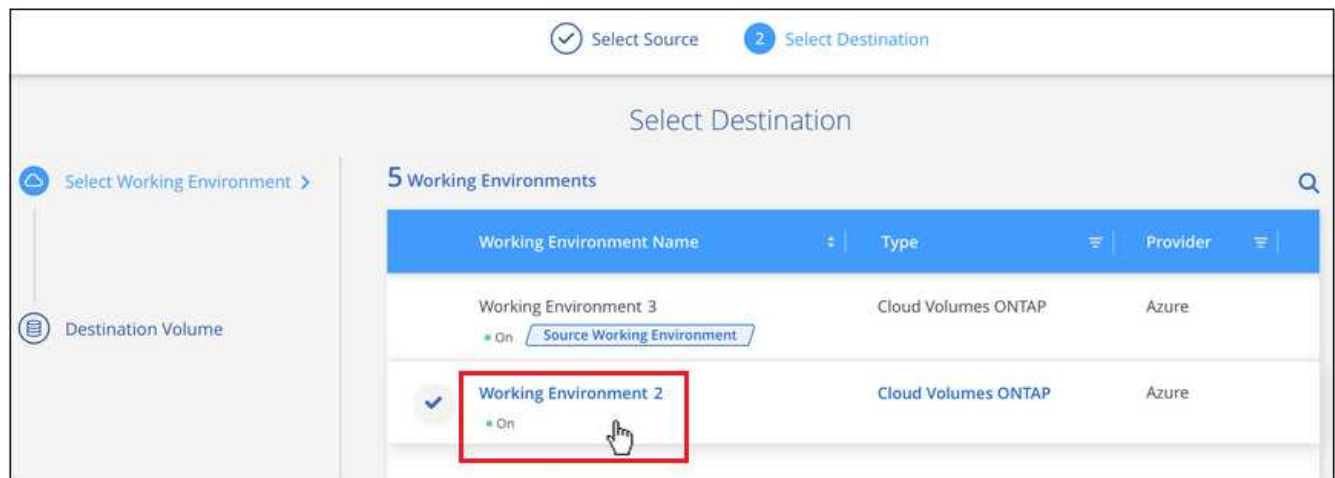 Select Source
2 Select Destination
Select Destination
Select Working Environment >
5 Working Environments
Working Environment Name Type Provider
Working Environment 3 Cloud Volumes ONTAP Azure
On Source Working Environment
Destination Volume
Working Environment 2 Cloud Volumes ONTAP Azure
On